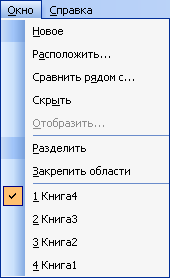 Окно Справка
Новое
Расположить...
Сравнить рядом с...
Скрыть
Отобразить...
Разделить
Закрепить области
1 Книга4
2 Книга3
3 Книга2
4 Книга1